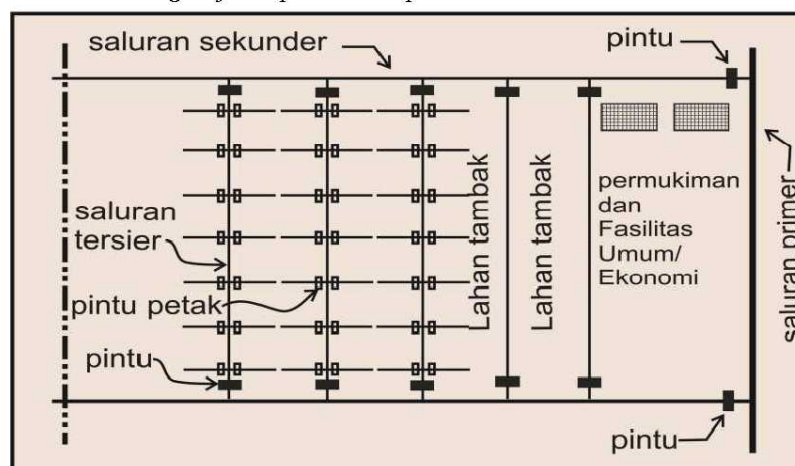 saluran sekunder
pintu
saluran
tersier
pintu petak
pintu
Lahan tambak
Lahan tambak
permukiman
dan
Fasilitas
Umum/
Ekonomi
saluran primer
pintu